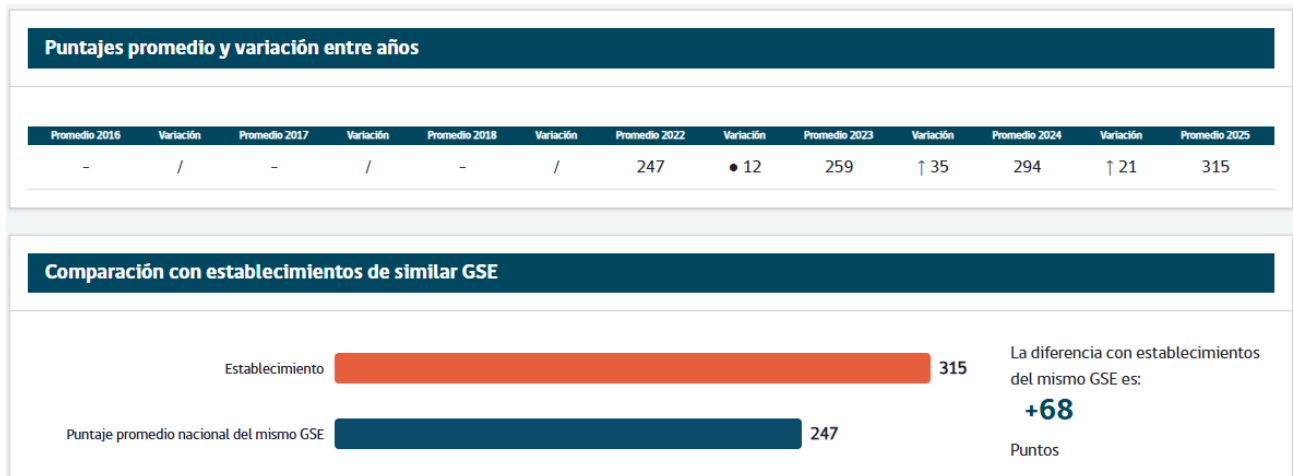 Puntajes promedio y variación entre años
Promedio 2016 Variación Promedio 2017 Variación Promedio 2018 Variación Promedio 2022 Variación Promedio 2023 Variación Promedio 2024 Variación Promedio 2025
- / - / - / 247 ● 12 259 ↑ 35 294 ↑ 21 315
Comparación con establecimientos de similar GSE
Establecimiento 315
Puntaje promedio nacional del mismo GSE 247
La diferencia con establecimientos
del mismo GSE es:
+68
Puntos